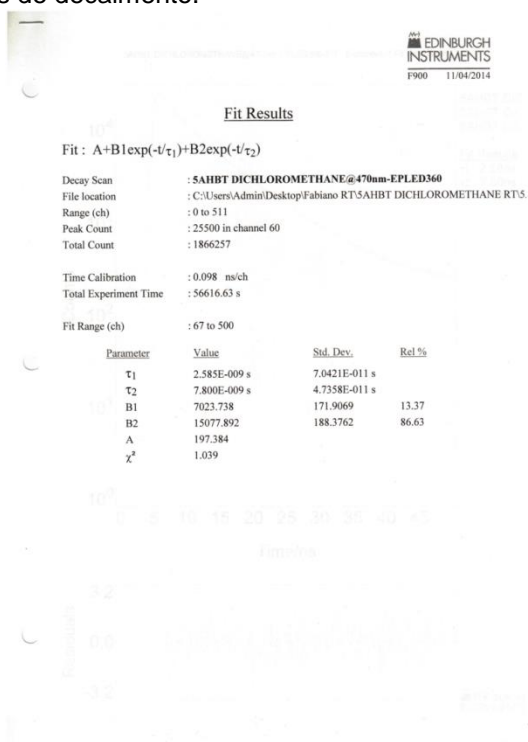 de decaimento.
EDINBURGH
INSTRUMENTS
F900 11/04/2014
Fit Results
Fit : A+B1exp(-t/τ1)+B2exp(-t/τ2)
Decay Scan : 5AHBT DICHLOROMETHANE@470nm-EPLED360
File location : C:\Users\Admin\Desktop\Fabiano RT\5AHBT DICHLOROMETHANE RT\5.
Range (ch) : 0 to 511
Peak Count : 25500 in channel 60
Total Count : 1866257
Time Calibration : 0.098 ns/ch
Total Experiment Time : 56616.63 s
Fit Range (ch) : 67 to 500
Parameter Value Std. Dev. Rel %
τ1 2.585E-009 s 7.0421E-011 s
τ2 7.800E-009 s 4.7358E-011 s
B1 7023.738 171.9069 13.37
B2 15077.892 188.3762 86.63
A 197.384
χ² 1.039